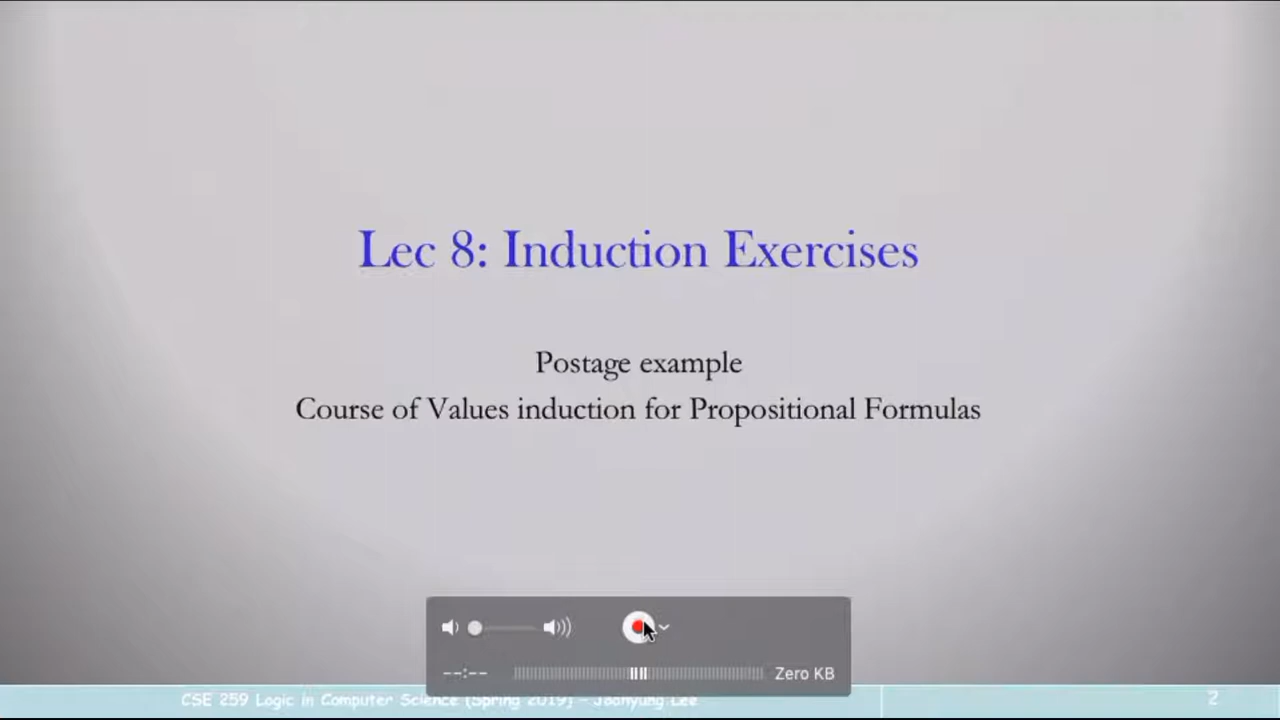 Lec 8: Induction Exercises
Postage example
Course of Values induction for Propositional Formulas
--:-- Zero KB
CSE 259 Logic in Computer Science (Spring 2019) - Joohyung Lee 2